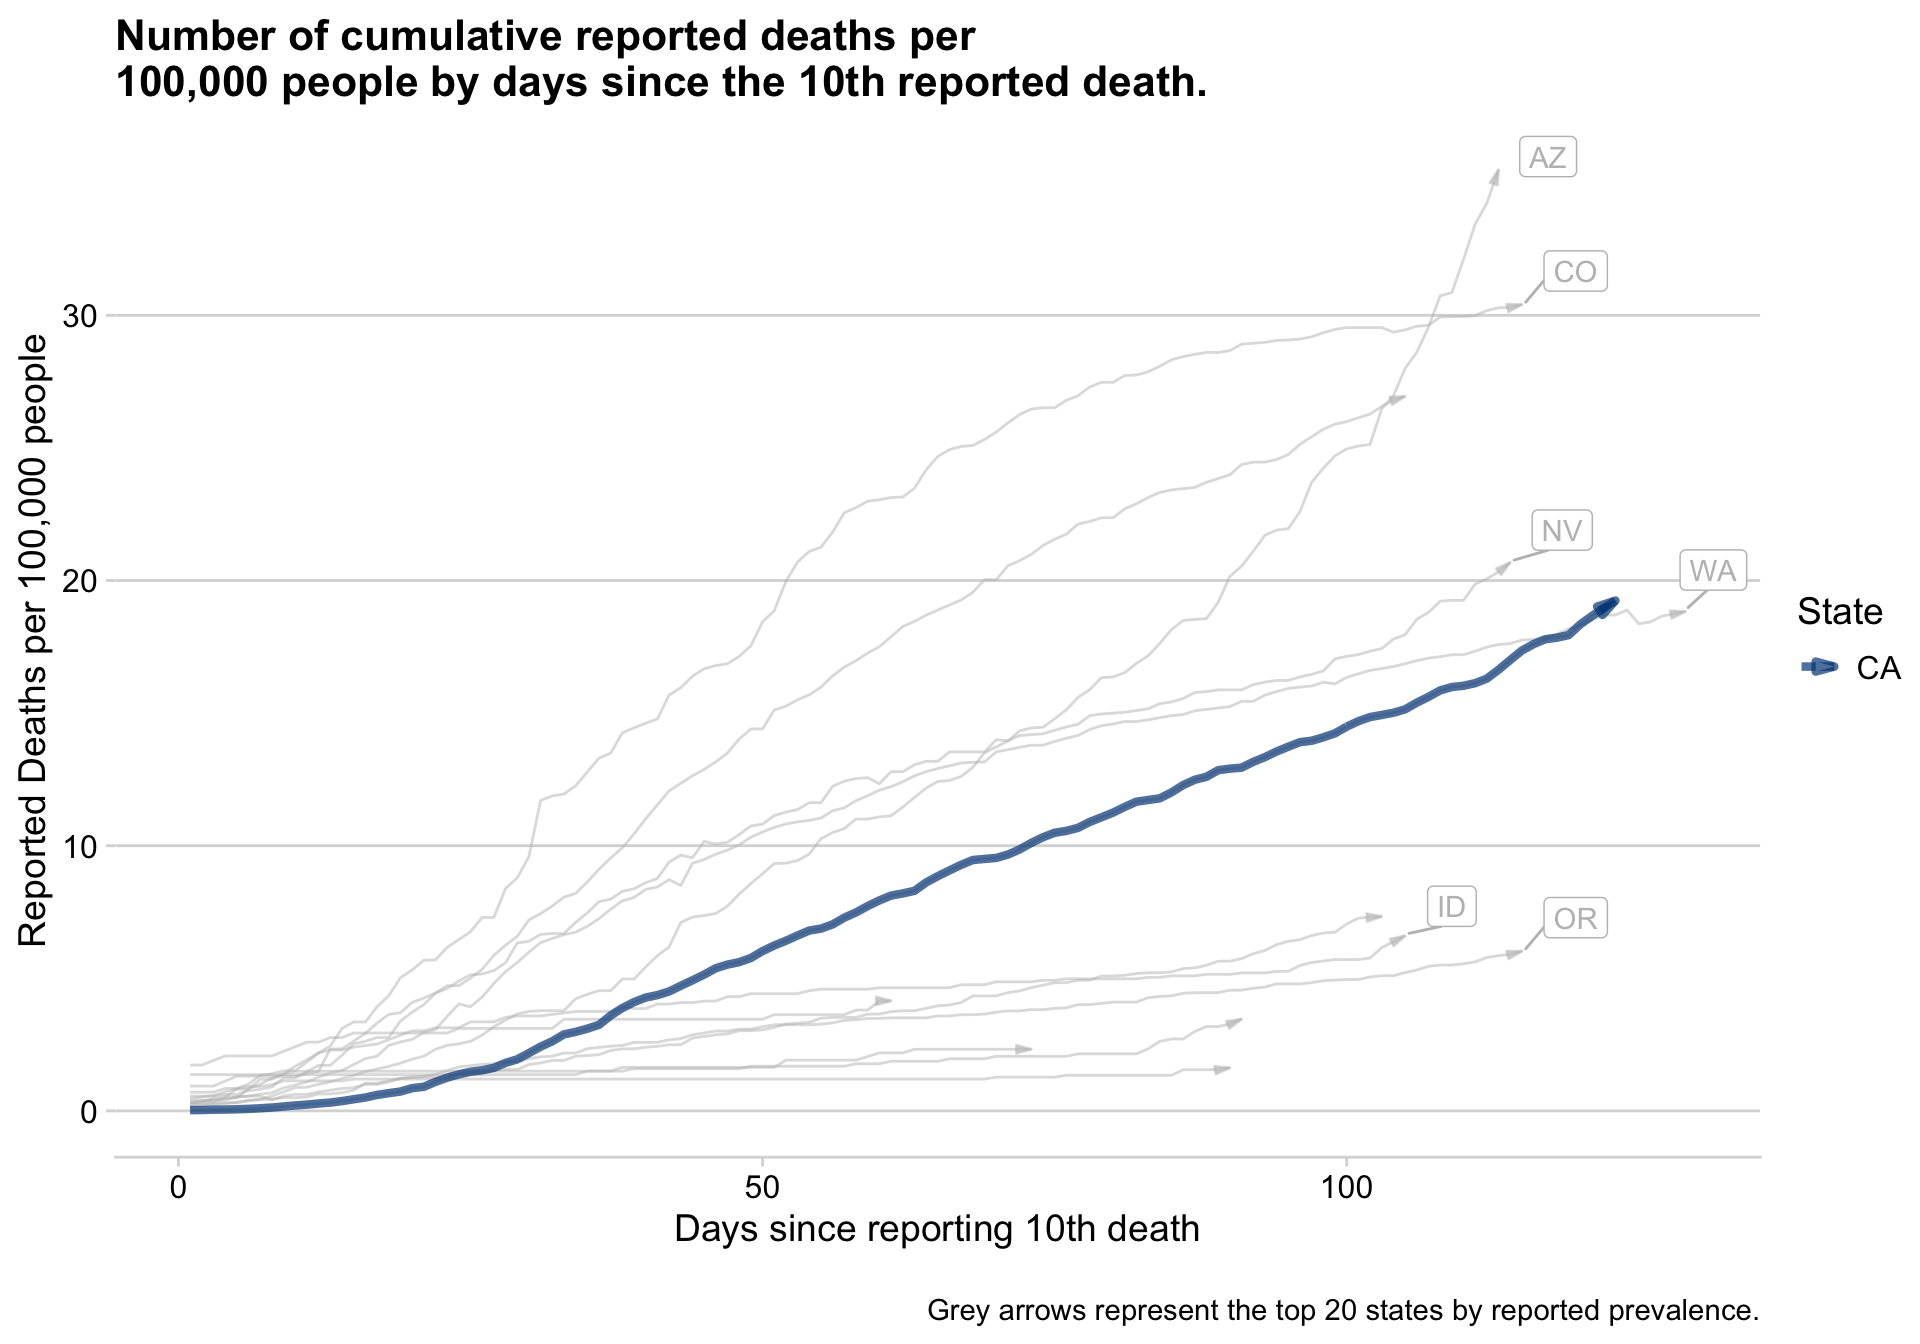 Number of cumulative reported deaths per
100,000 people by days since the 10th reported death.
AZ
CO
30
NV
WA
20
Reported Deaths per 100,000 people
State
CA
10
ID
OR
0
0 50 100
Days since reporting 10th death
Grey arrows represent the top 20 states by reported prevalence.